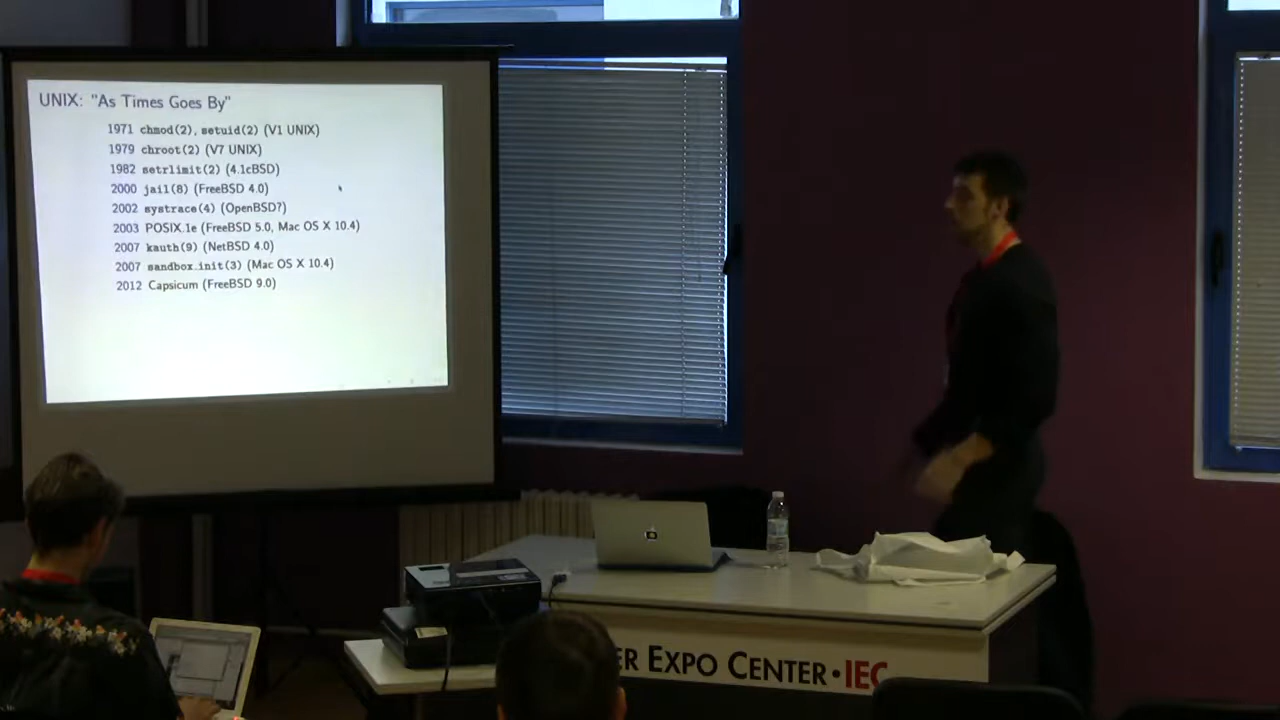 UNIX: "As Times Goes By"
1971 chmod(2), setuid(2) (V1 UNIX)
1979 chroot(2) (V7 UNIX)
1982 setrlimit(2) (4.1cBSD)
2000 jail(8) (FreeBSD 4.0)
2002 systrace(4) (OpenBSD?)
2003 POSIX.1e (FreeBSD 5.0, Mac OS X 10.4)
2007 kauth(9) (NetBSD 4.0)
2007 sandbox_init(3) (Mac OS X 10.4)
2012 Capsicum (FreeBSD 9.0)
ER EXPO CENTER·IEC